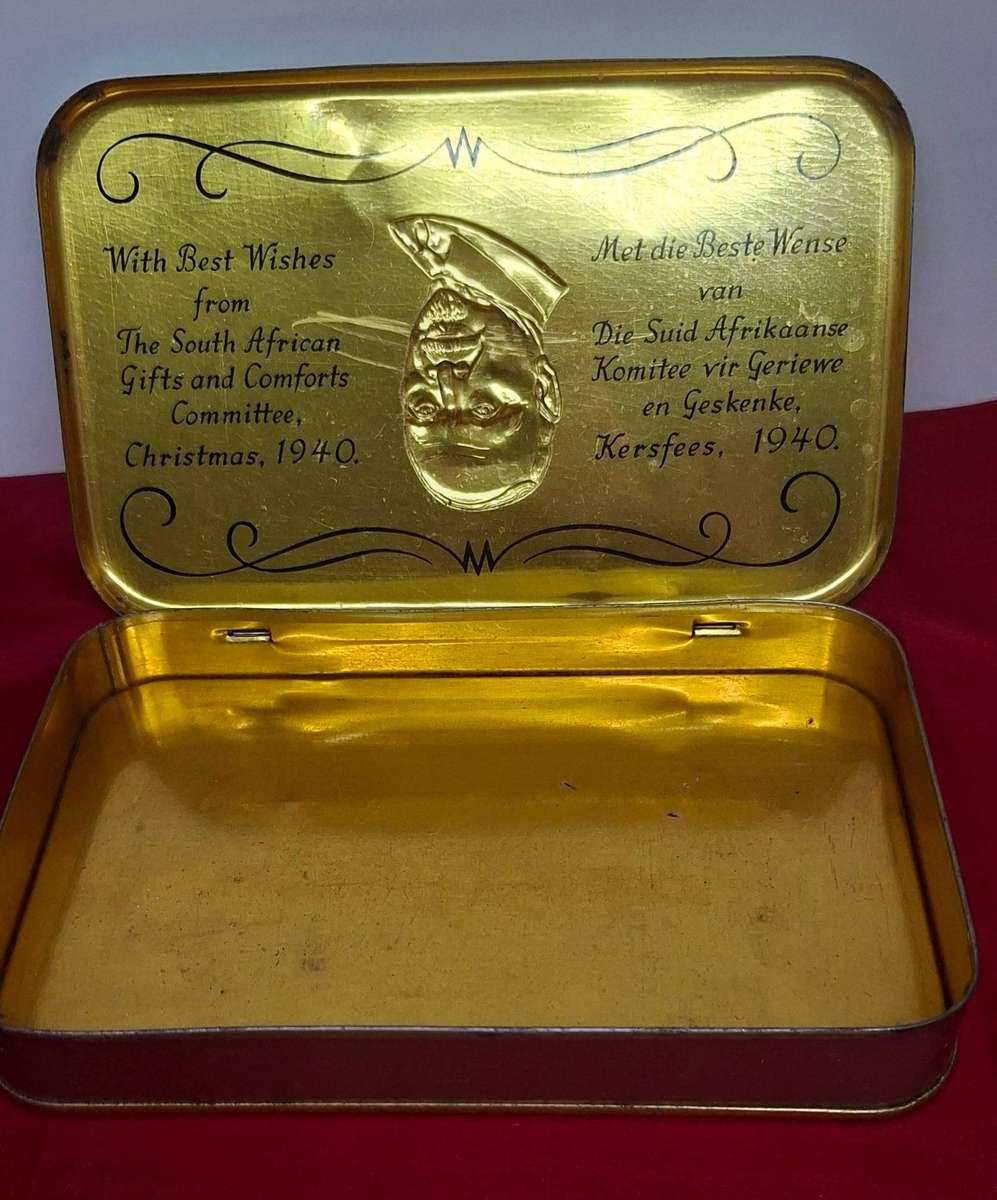 With Best Wishes
from
The South African
Gifts and Comforts
Committee,
Christmas, 1940.
Met die Beste Wense
van
Die Suid Afrikaanse
Komitee vir Geriewe
en Geskenke,
Kersfees, 1940.